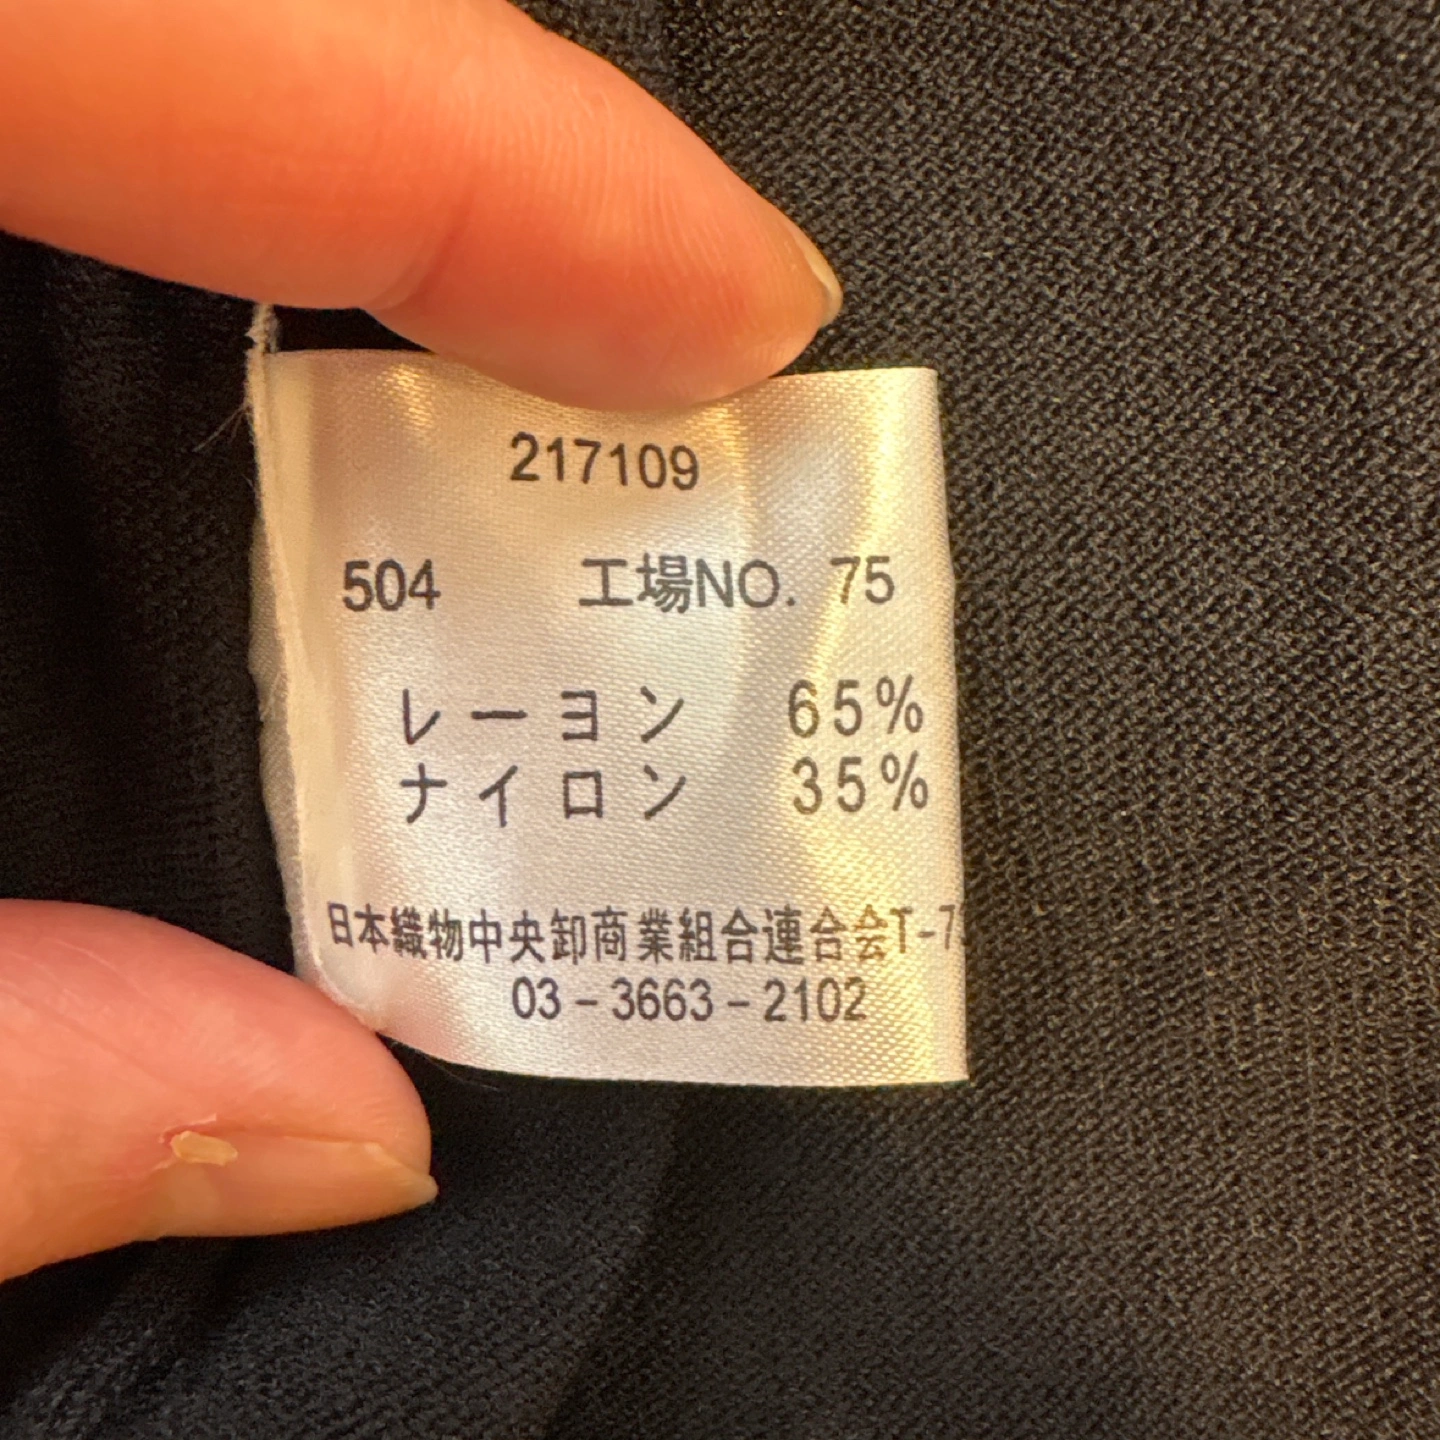 217109
504 工場NO. 75
レーヨン 65%
ナイロン 35%
日本織物中央卸商業組合連合会T-7
03-3663-2102